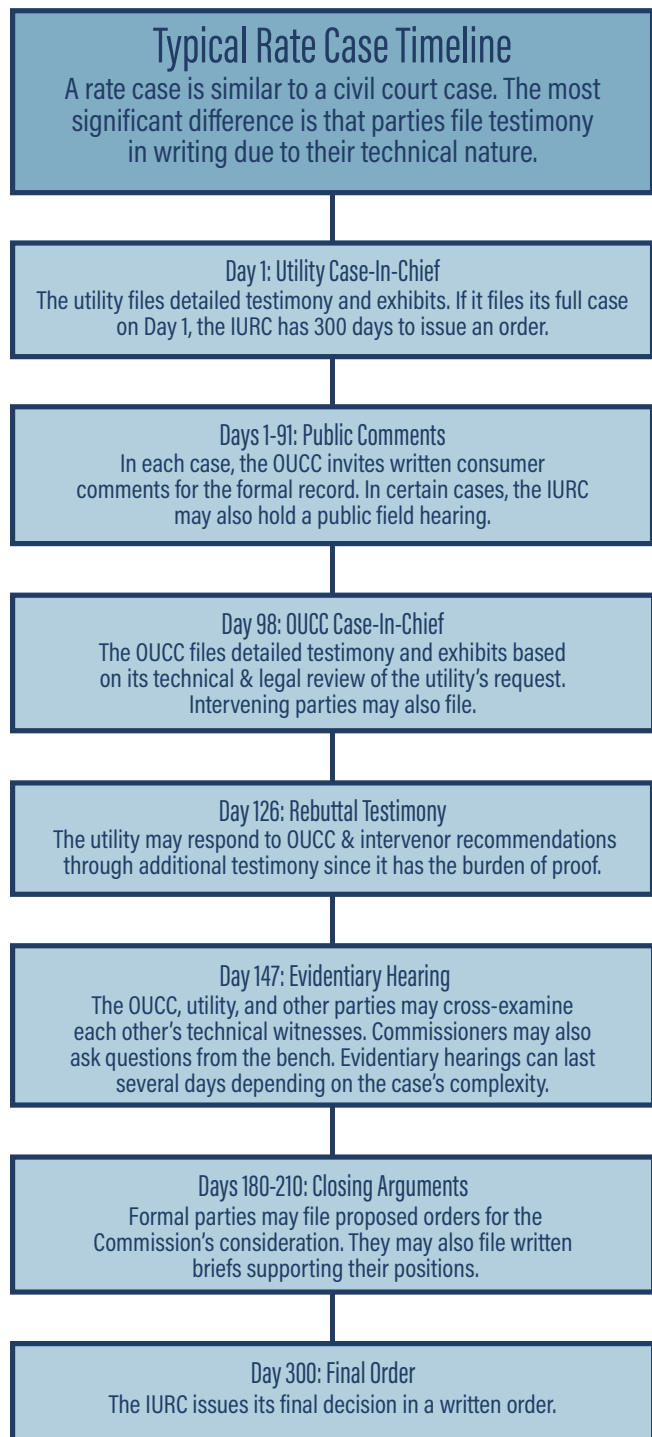 Typical Rate Case Timeline
A rate case is similar to a civil court case. The most
significant difference is that parties file testimony
in writing due to their technical nature.
Day 1: Utility Case-In-Chief
The utility files detailed testimony and exhibits. If it files its full case
on Day 1, the IURC has 300 days to issue an order.
Days 1-91: Public Comments
In each case, the OUCC invites written consumer
comments for the formal record. In certain cases, the IURC
may also hold a public field hearing.
Day 98: OUCC Case-In-Chief
The OUCC files detailed testimony and exhibits based
on its technical & legal review of the utility's request.
Intervening parties may also file.
Day 126: Rebuttal Testimony
The utility may respond to OUCC & intervenor recommendations
through additional testimony since it has the burden of proof.
Day 147: Evidentiary Hearing
The OUCC, utility, and other parties may cross-examine
each other's technical witnesses. Commissioners may also
ask questions from the bench. Evidentiary hearings can last
several days depending on the case's complexity.
Days 180-210: Closing Arguments
Formal parties may file proposed orders for the
Commission's consideration. They may also file written
briefs supporting their positions.
Day 300: Final Order
The IURC issues its final decision in a written order.